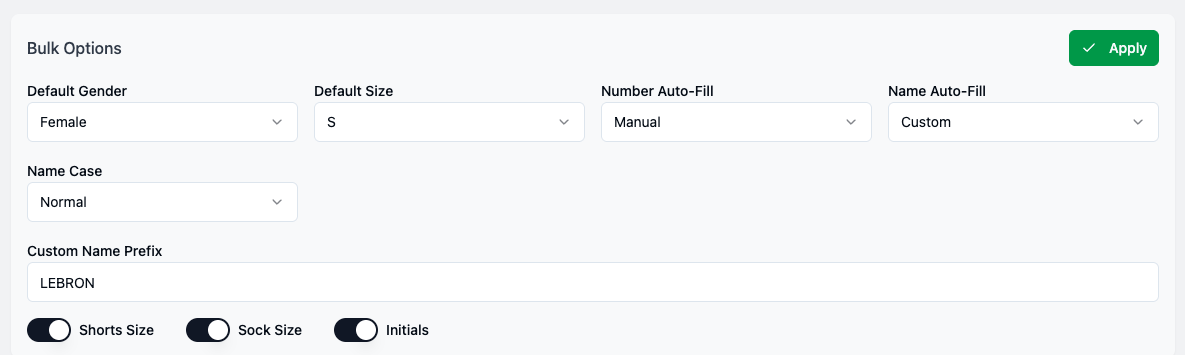 Bulk Options
Apply
Default Gender
Default Size
Number Auto-Fill
Name Auto-Fill
Female
S
Manual
Custom
Name Case
Normal
Custom Name Prefix
LEBRON
Shorts Size
Sock Size
Initials